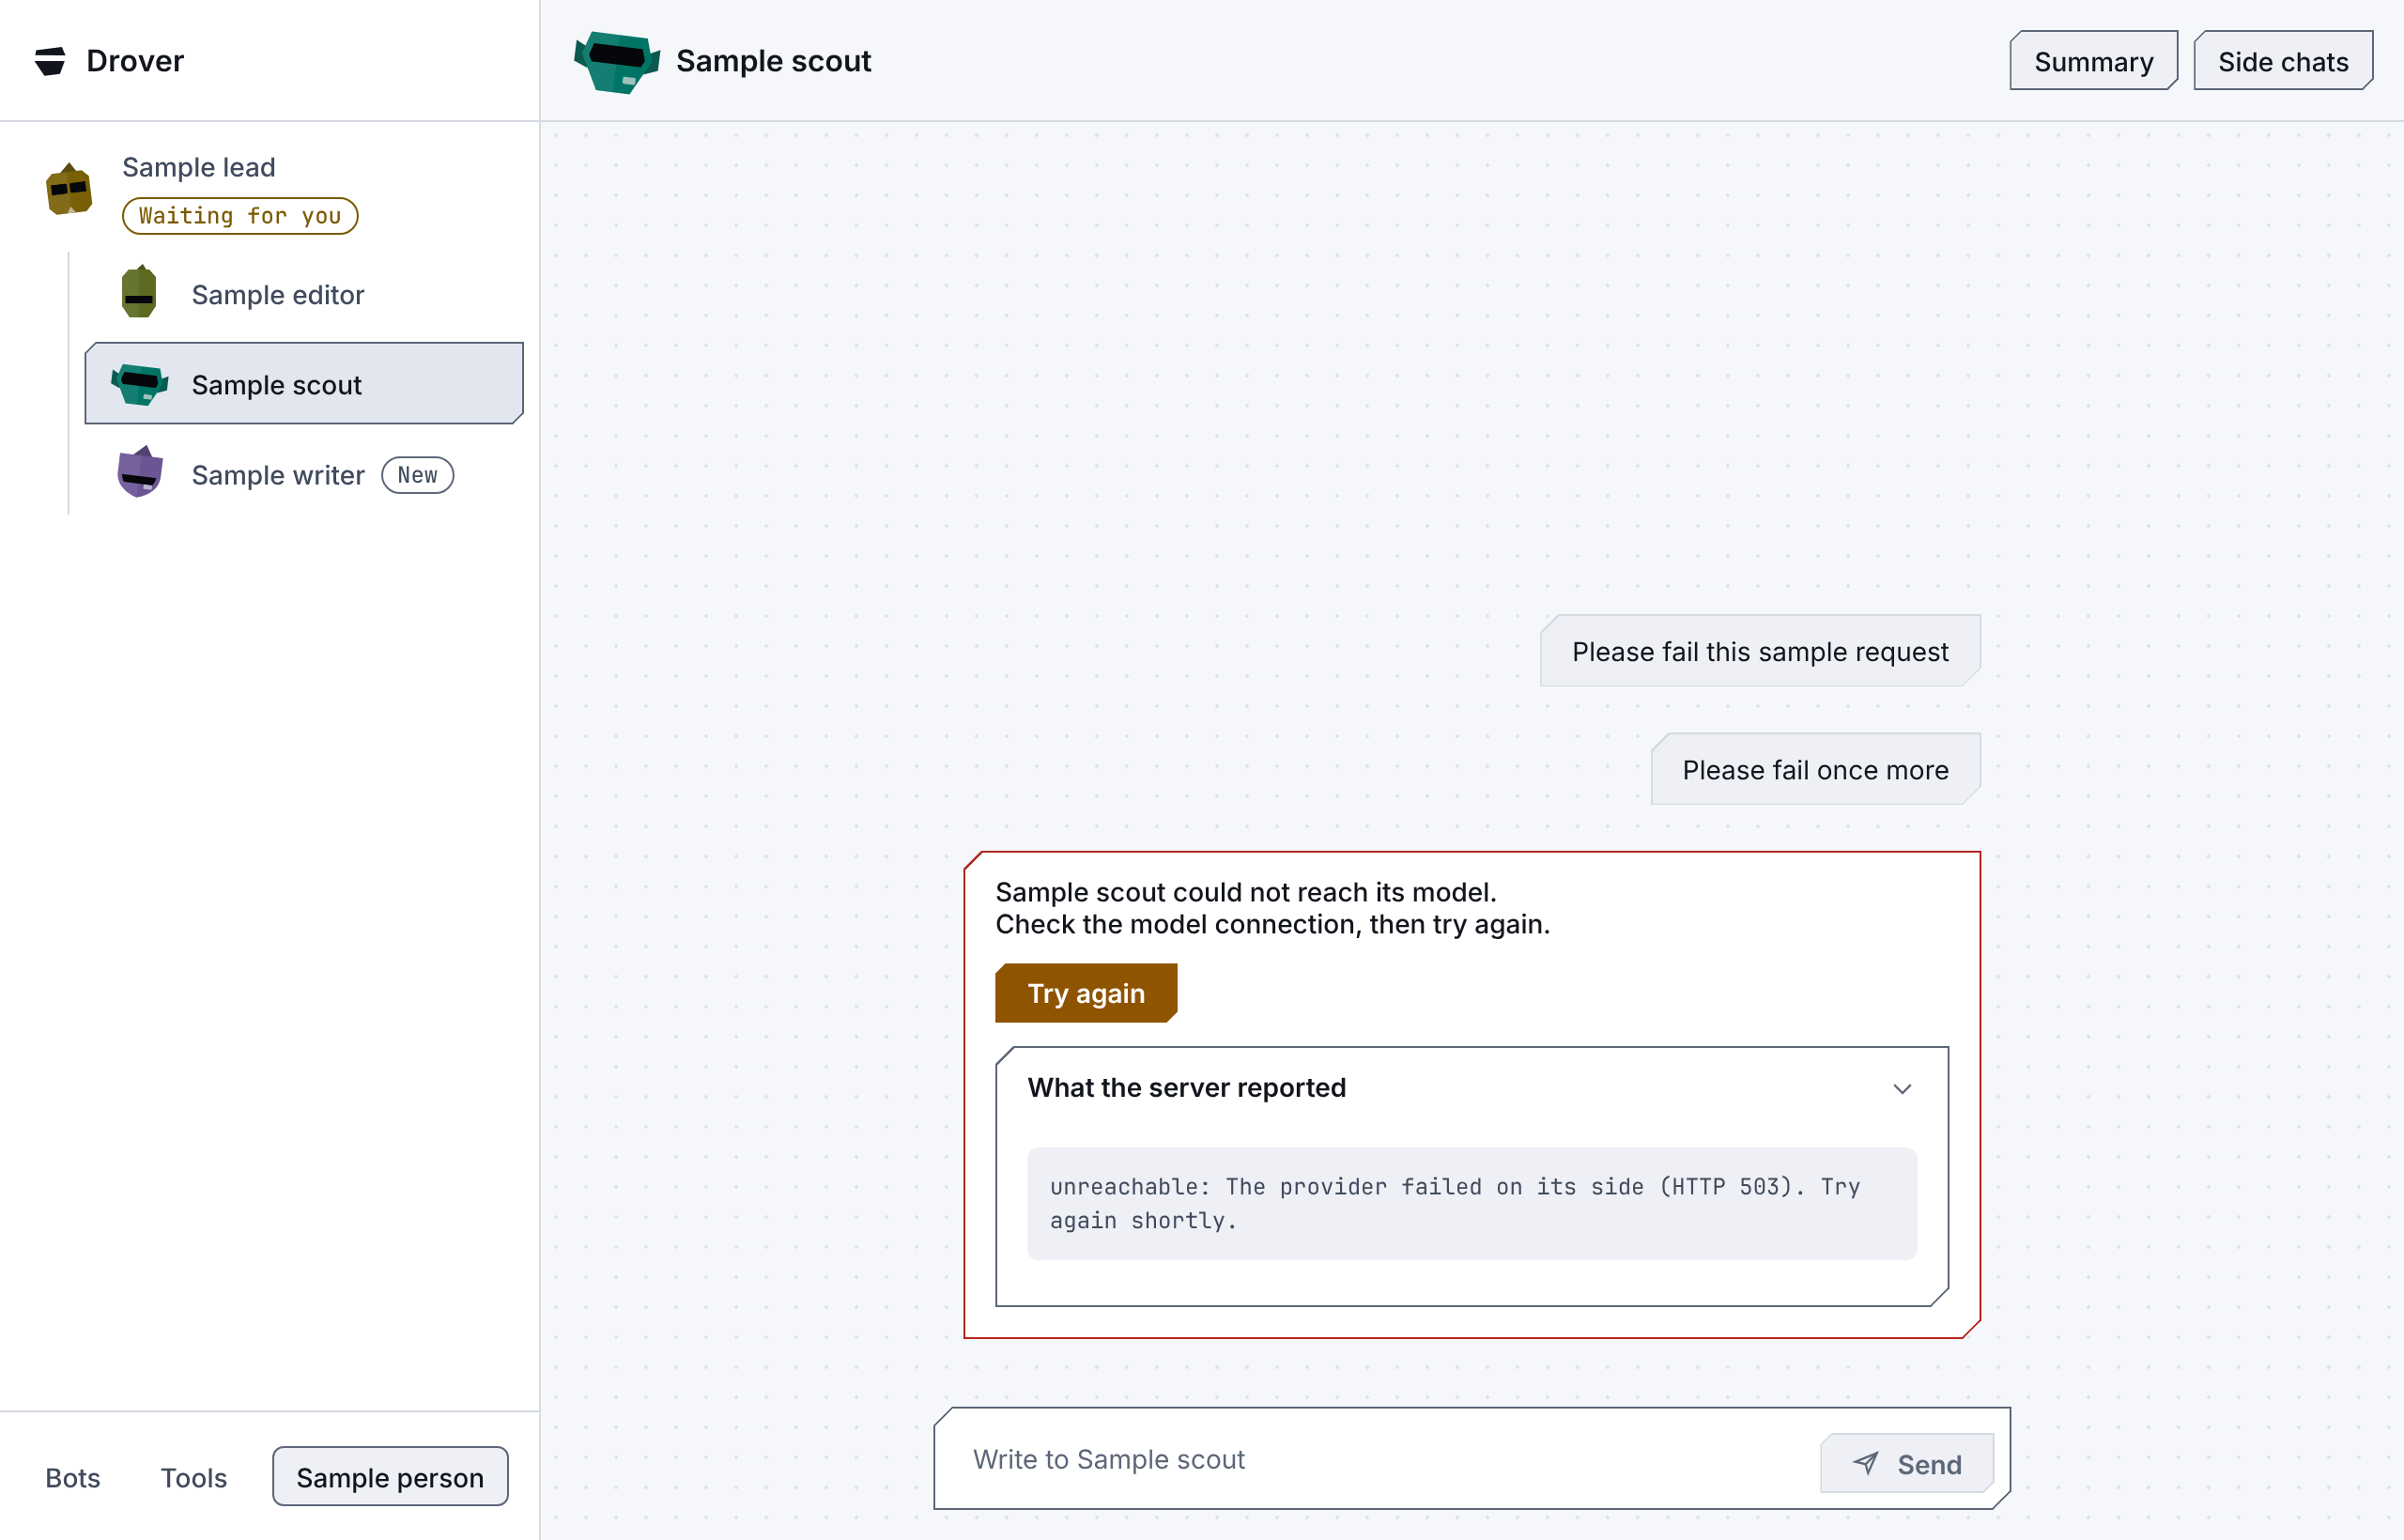 Drover
Sample scout
Summary
Side chats
Sample lead
Waiting for you
Sample editor
Sample scout
Sample writer
New
Please fail this sample request
Please fail once more
Sample scout could not reach its model.
Check the model connection, then try again.
Try again
What the server reported
unreachable: The provider failed on its side (HTTP 503). Try
again shortly.
Write to Sample scout
Send
Bots
Tools
Sample person